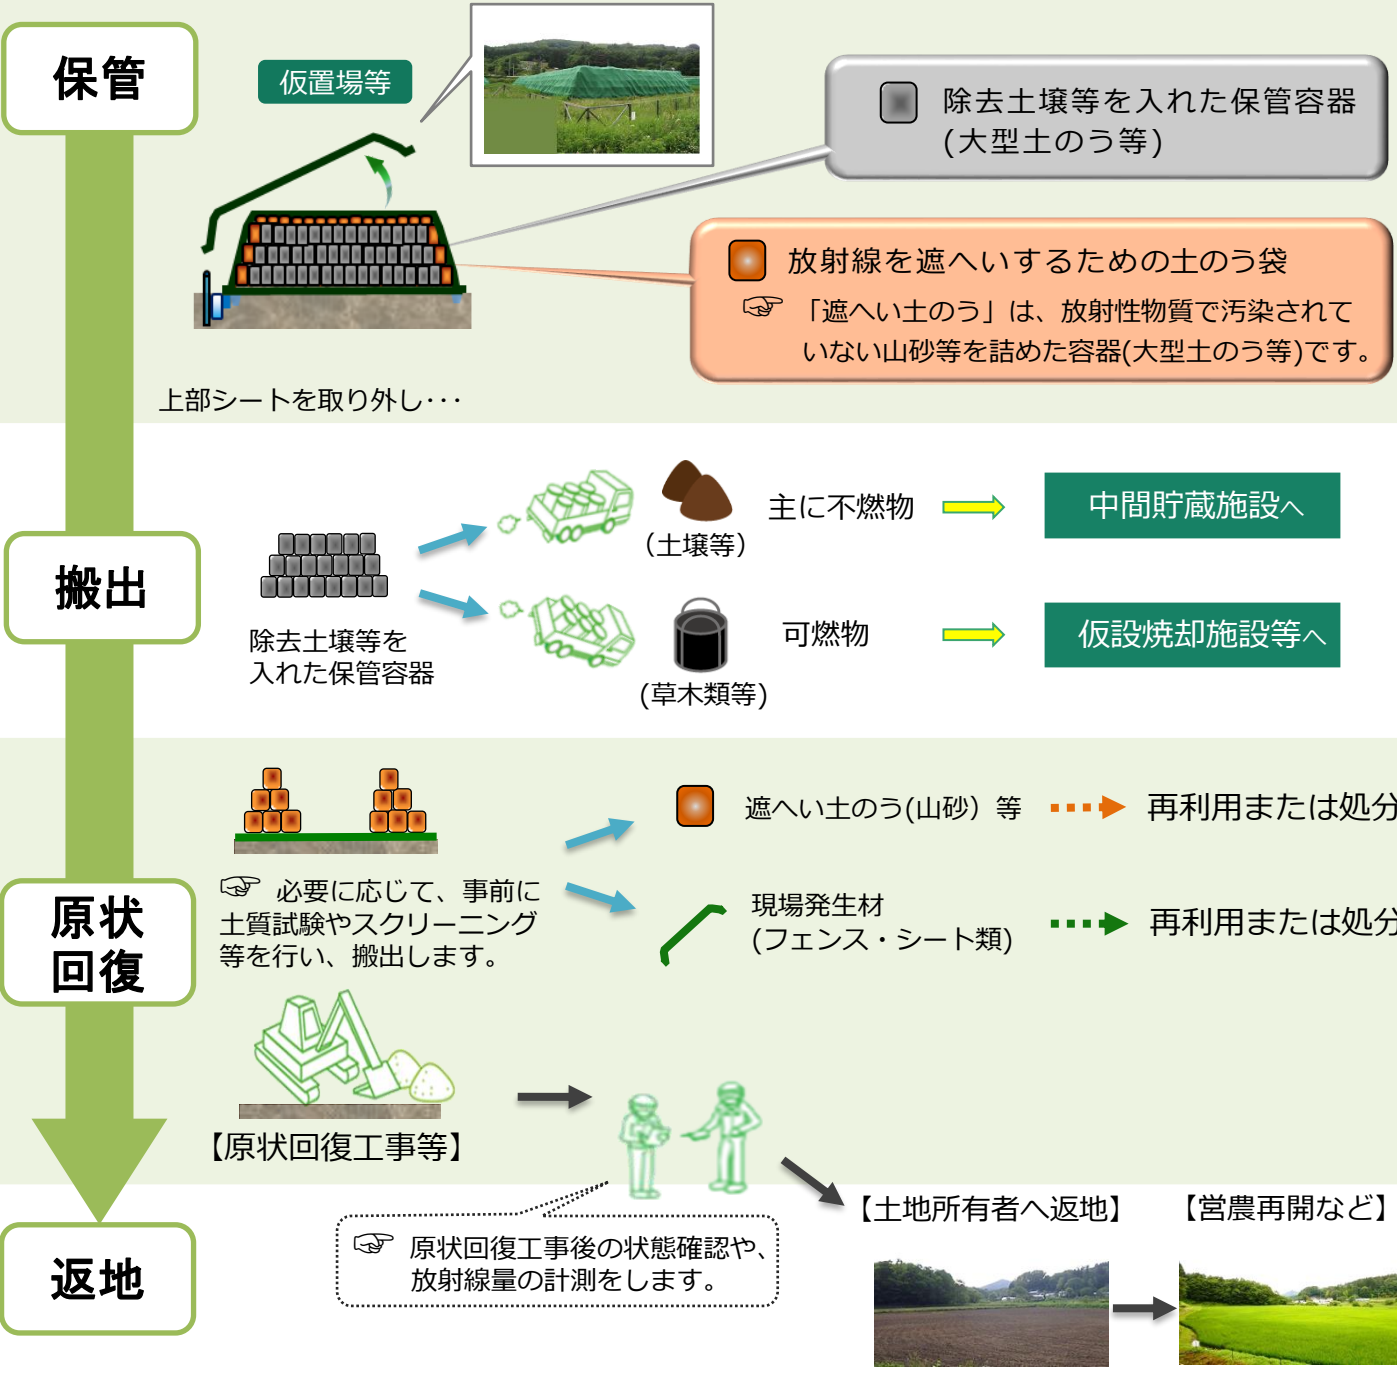 保管
仮置場等
除去土壌等を入れた保管容器
(大型土のう等)
放射線を遮へいするための土のう袋
☞ 「遮へい土のう」は、放射性物質で汚染されて
いない山砂等を詰めた容器(大型土のう等)です。
上部シートを取り外し･･･
搬出
除去土壌等を
入れた保管容器
(土壌等)
主に不燃物
中間貯蔵施設へ
(草木類等)
可燃物
仮設焼却施設等へ
原状
回復
☞ 必要に応じて、事前に
土質試験やスクリーニング
等を行い、搬出します。
遮へい土のう(山砂）等
再利用または処分
現場発生材
(フェンス・シート類)
再利用または処分
【原状回復工事等】
☞ 原状回復工事後の状態確認や、
放射線量の計測をします。
返地
【土地所有者へ返地】
【営農再開など】